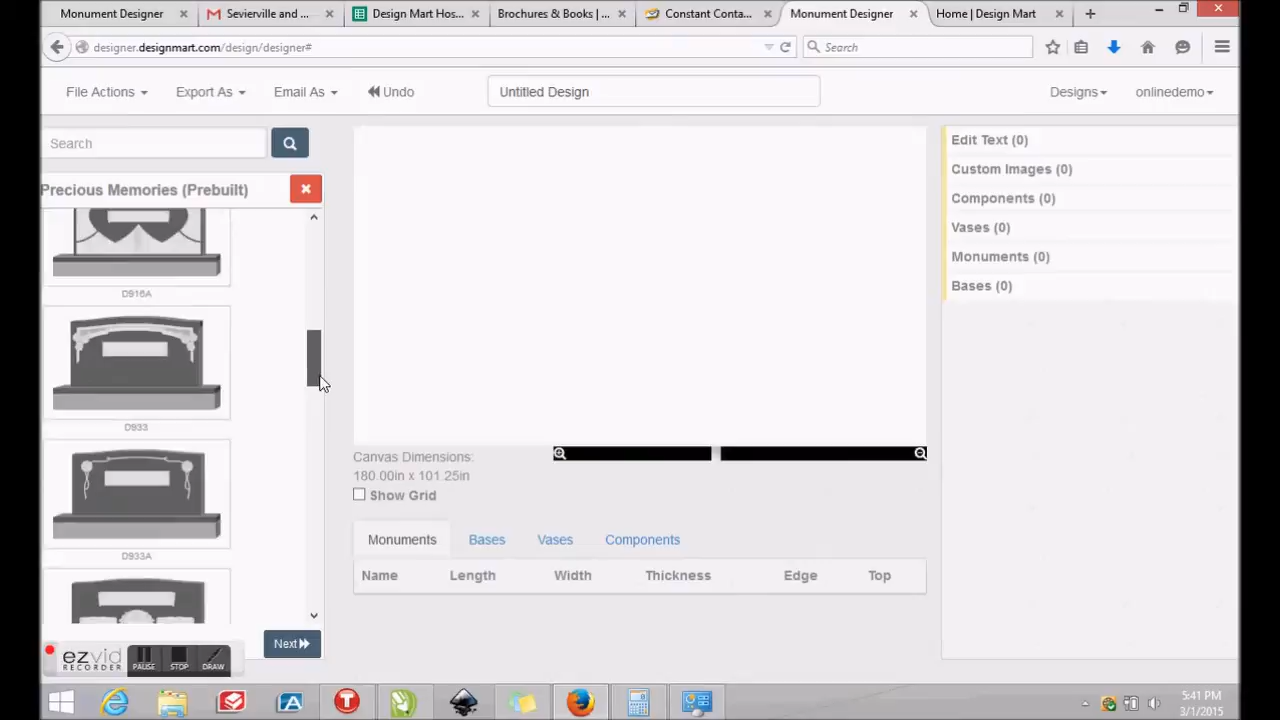 Monument Designer
Sevierville and ...
Design Mart Hos...
Brochures & Books | ...
Constant Conta...
Monument Designer
Home | Design Mart
designer.designmart.com/design/designer#
Search
File Actions
Export As
Email As
Undo
Untitled Design
Designs
onlinedemo
Search
Precious Memories (Prebuilt)
D916A
D933
D933A
Next
Canvas Dimensions:
180.00in x 101.25in
Show Grid
Monuments
Bases
Vases
Components
Name
Length
Width
Thickness
Edge
Top
Edit Text (0)
Custom Images (0)
Components (0)
Vases (0)
Monuments (0)
Bases (0)
ezvid
RECORDER
PAUSE
STOP
DRAW
5:41 PM
3/1/2015